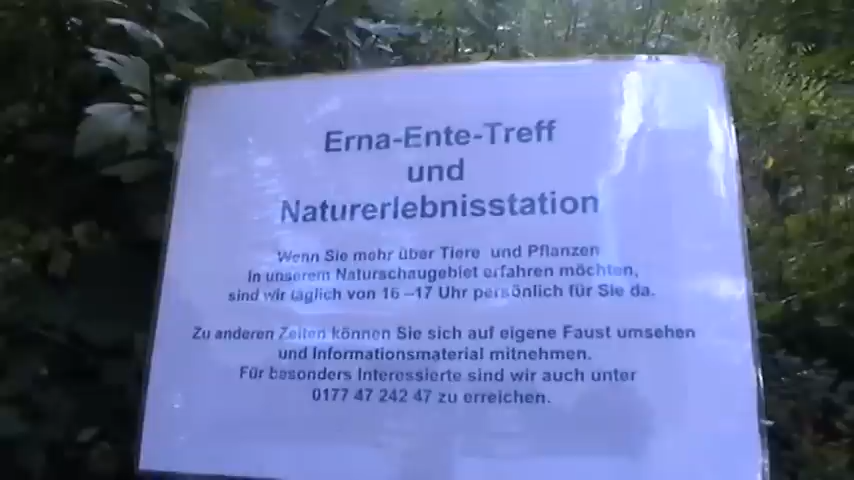 Erna-Ente-Treff
und
Naturerlebnisstation
Wenn Sie mehr über Tiere und Pflanzen
in unserem Naturschaugebiet erfahren möchten,
sind wir täglich von 16 –17 Uhr persönlich für Sie da.
Zu anderen Zeiten können Sie sich auf eigene Faust umsehen
und Informationsmaterial mitnehmen.
Für besonders Interessierte sind wir auch unter
0177 47 242 47 zu erreichen.